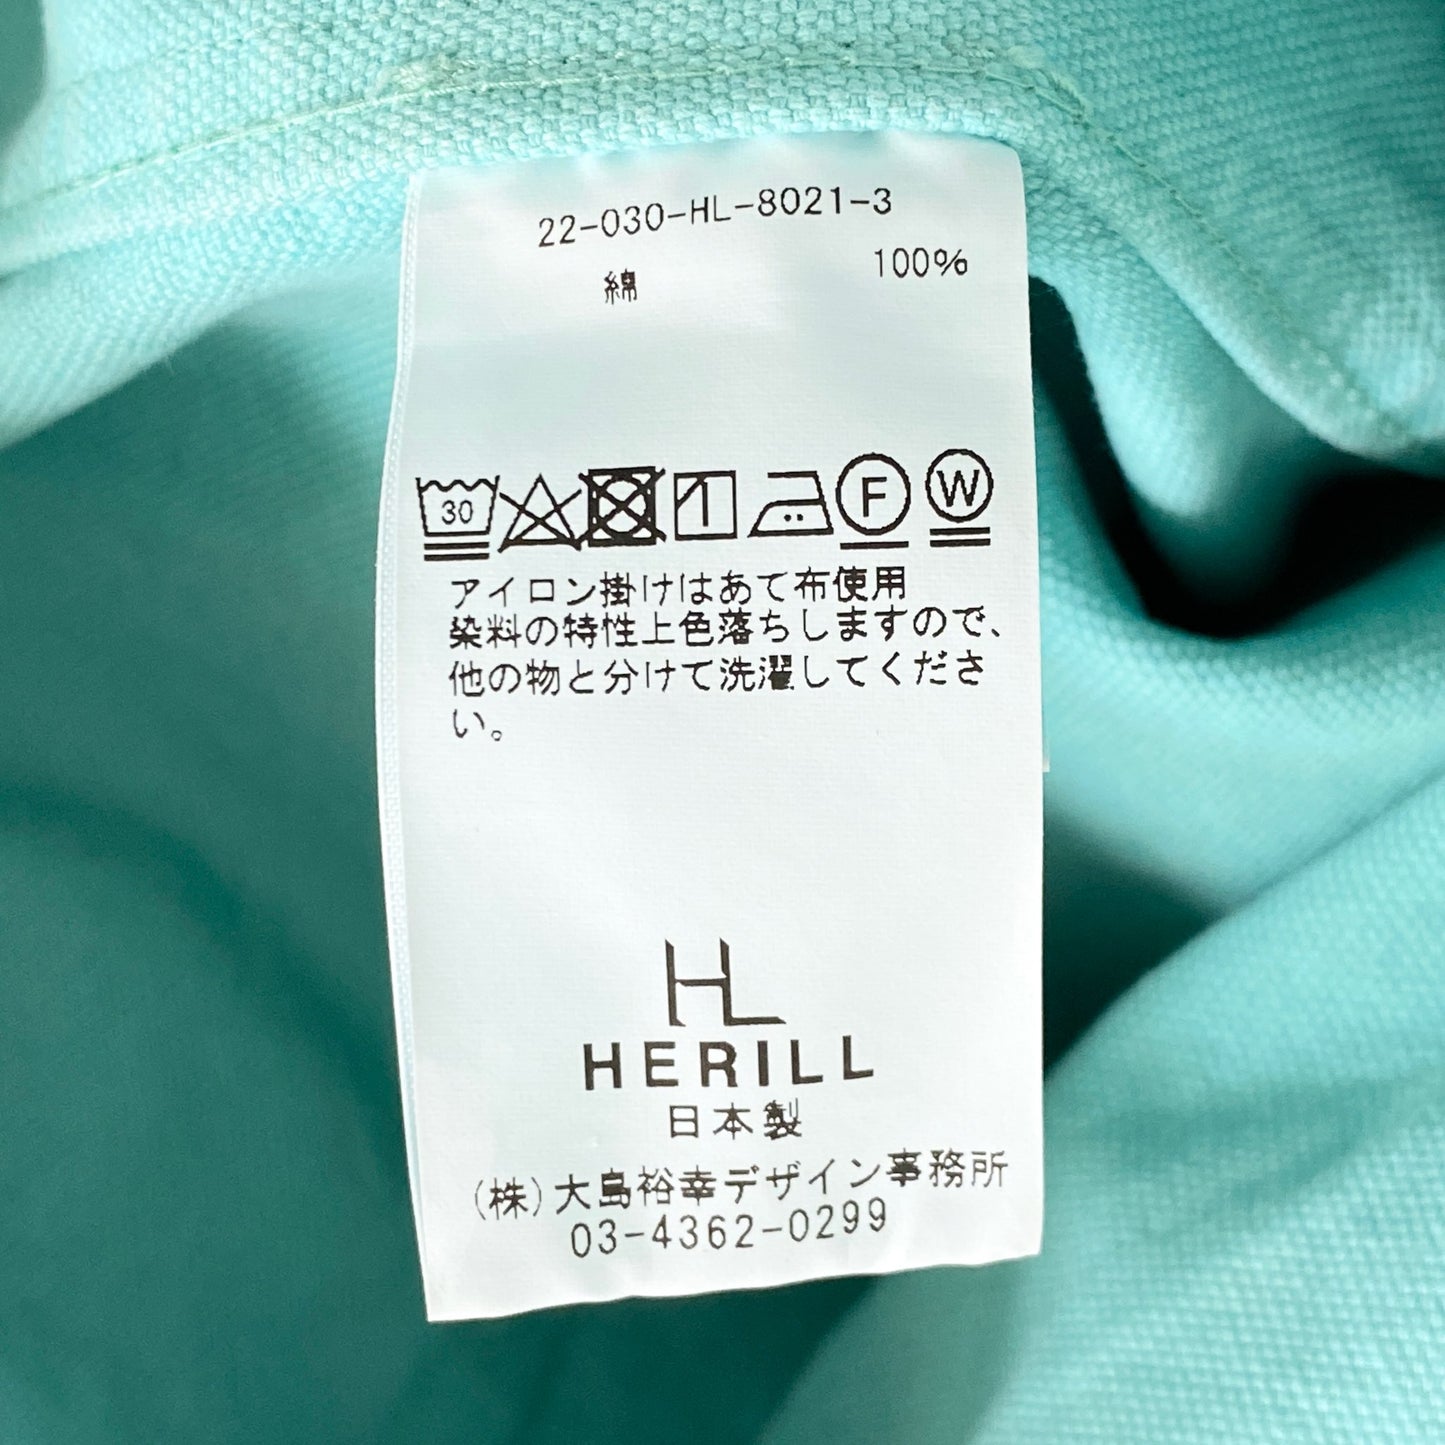 22-030-HL-8021-3
綿 100%
30 F W
アイロン掛けはあて布使用
染料の特性上色落ちしますので、
他の物と分けて洗濯してくださ
い。
HL
HERILL
日本製
(株)大島裕幸デザイン事務所
03-4362-0299